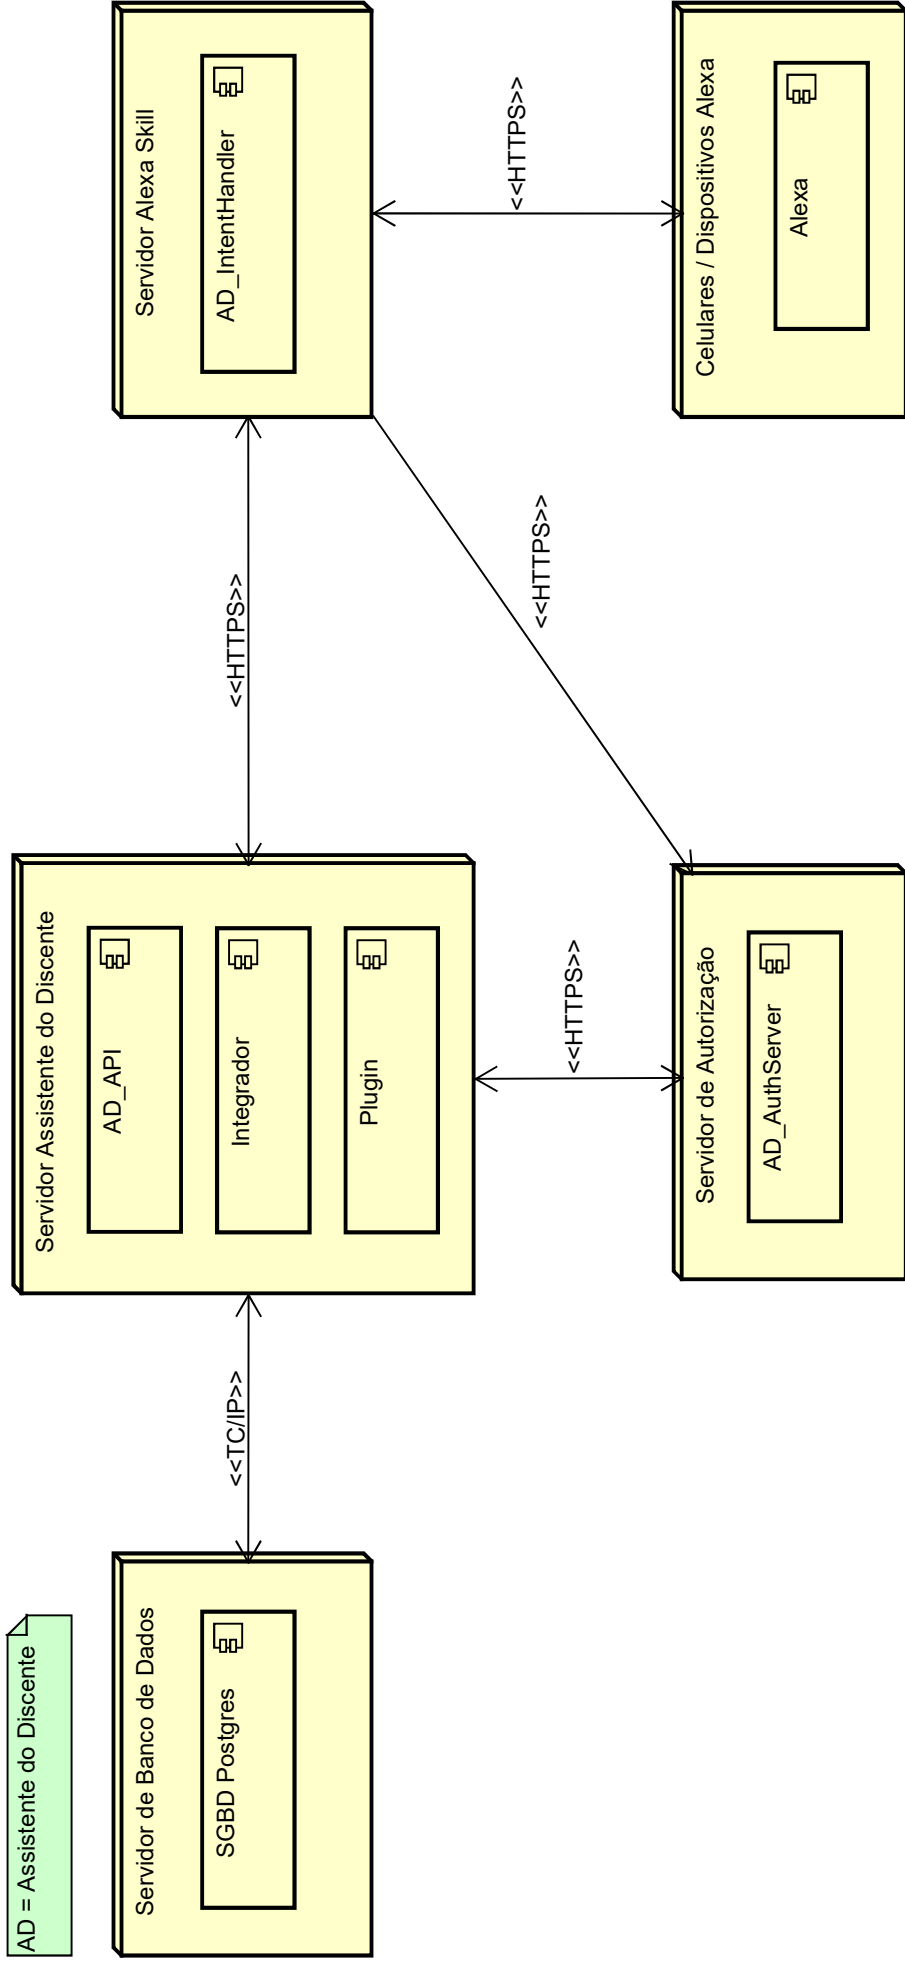 AD = Assistente do Discente
Servidor de Banco de Dados
SGBD Postgres
<<TC/IP>>
Servidor Assistente do Discente
AD_API
Integrador
Plugin
<<HTTPS>>
Servidor Alexa Skill
AD_IntentHandler
<<HTTPS>>
<<HTTPS>>
<<HTTPS>>
Servidor de Autorização
AD_AuthServer
Celulares / Dispositivos Alexa
Alexa